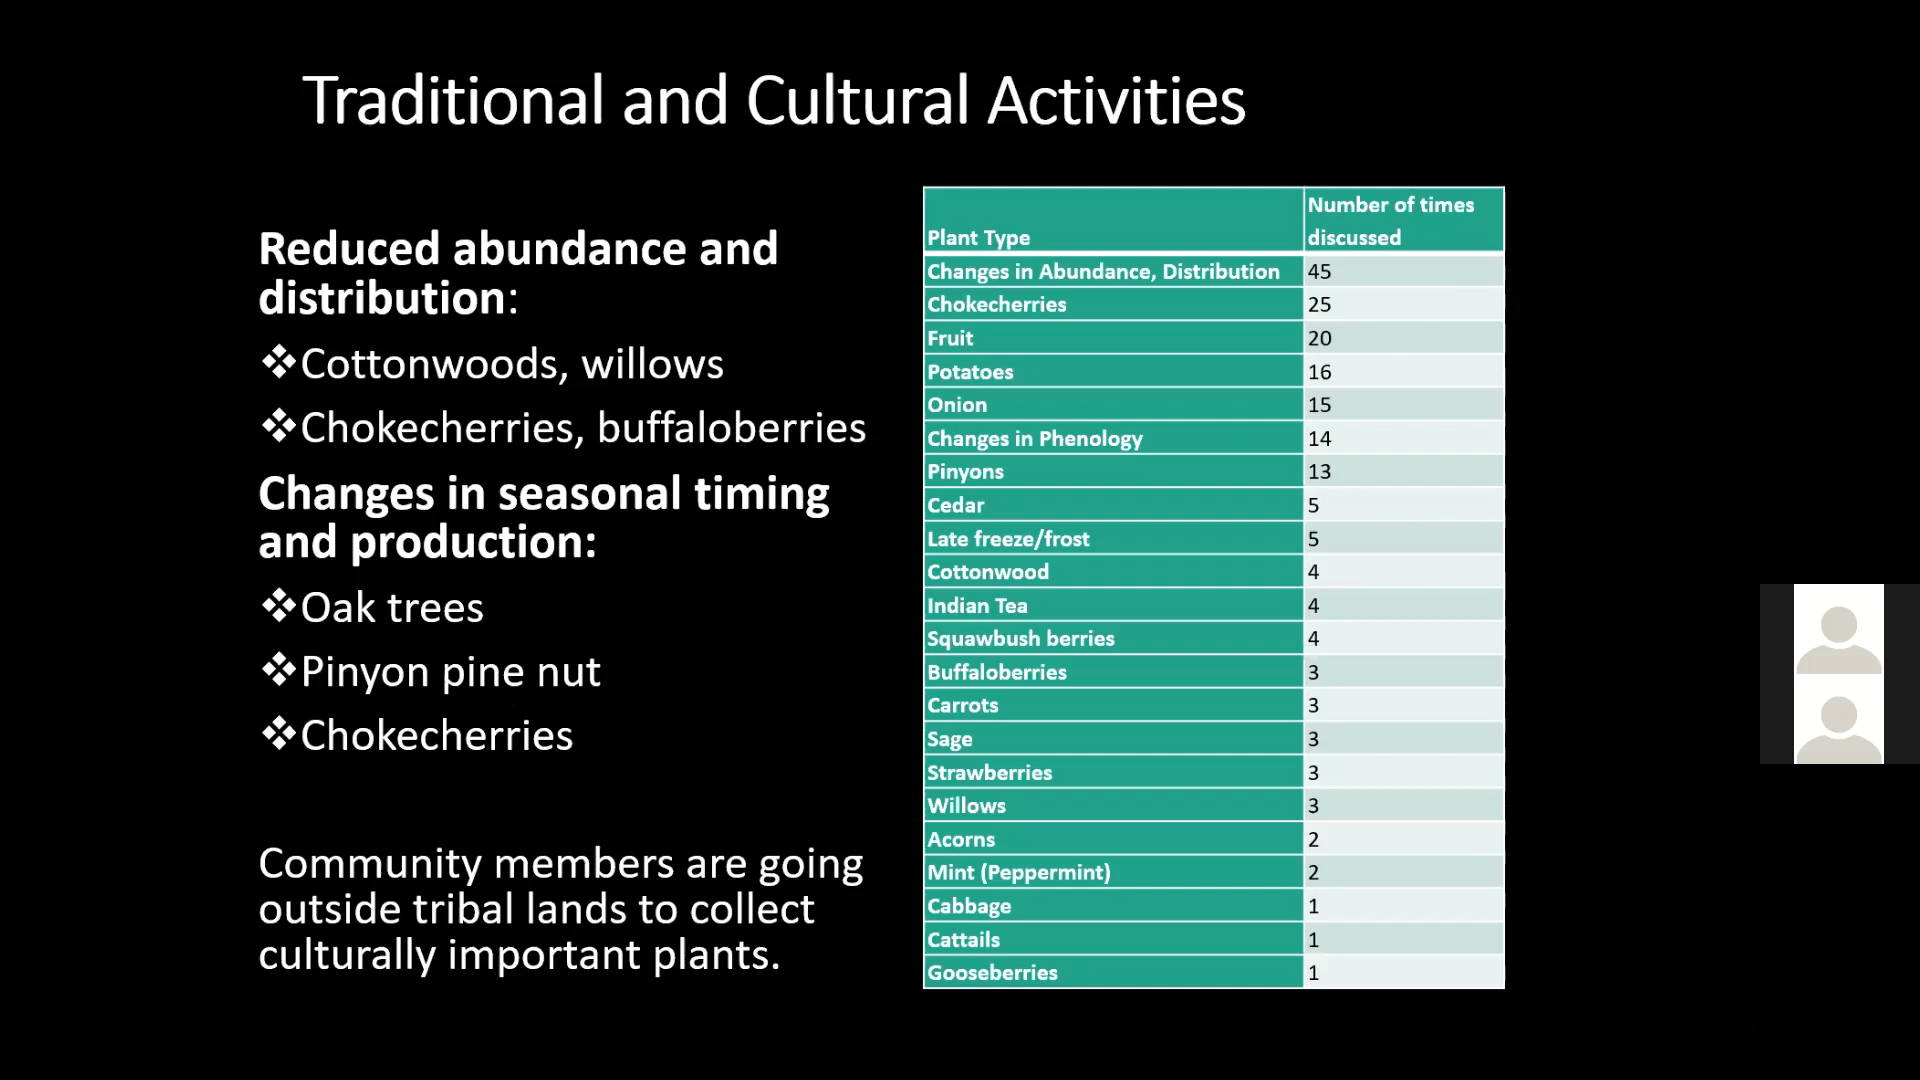 Traditional and Cultural Activities
Reduced abundance and
distribution:
❖Cottonwoods, willows
❖Chokecherries, buffaloberries
Changes in seasonal timing
and production:
❖Oak trees
❖Pinyon pine nut
❖Chokecherries
Community members are going
outside tribal lands to collect
culturally important plants.
Plant Type Number of times discussed
Changes in Abundance, Distribution 45
Chokecherries 25
Fruit 20
Potatoes 16
Onion 15
Changes in Phenology 14
Pinyons 13
Cedar 5
Late freeze/frost 5
Cottonwood 4
Indian Tea 4
Squawbush berries 4
Buffaloberries 3
Carrots 3
Sage 3
Strawberries 3
Willows 3
Acorns 2
Mint (Peppermint) 2
Cabbage 1
Cattails 1
Gooseberries 1